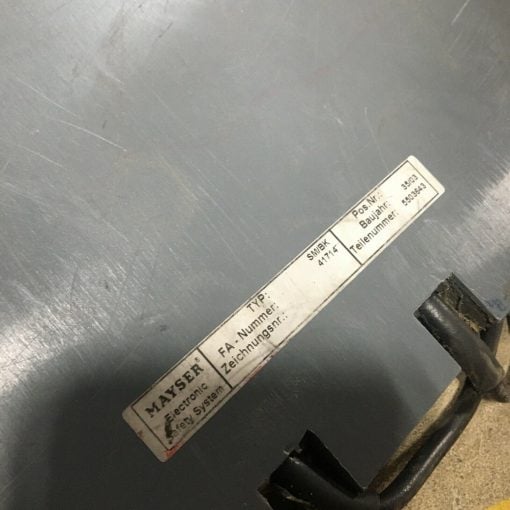 MAYSER®
Electronic
Safety System
TYP: SM/BK
FA - Nummer: 41714
Zeichnungsnr.:
Pos.Nr.:
Baujahr: 35/03
Teilenummer: 5503643